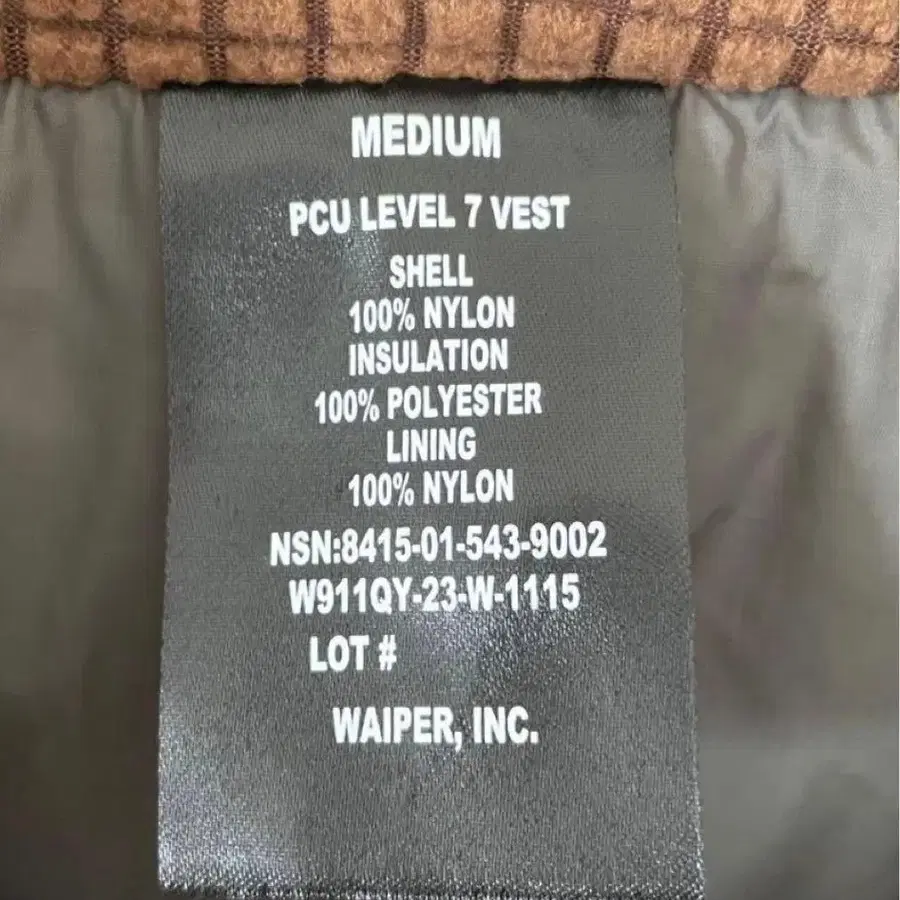 MEDIUM
PCU LEVEL 7 VEST
SHELL
100% NYLON
INSULATION
100% POLYESTER
LINING
100% NYLON
NSN:8415-01-543-9002
W911QY-23-W-1115
LOT #
WAIPER, INC.